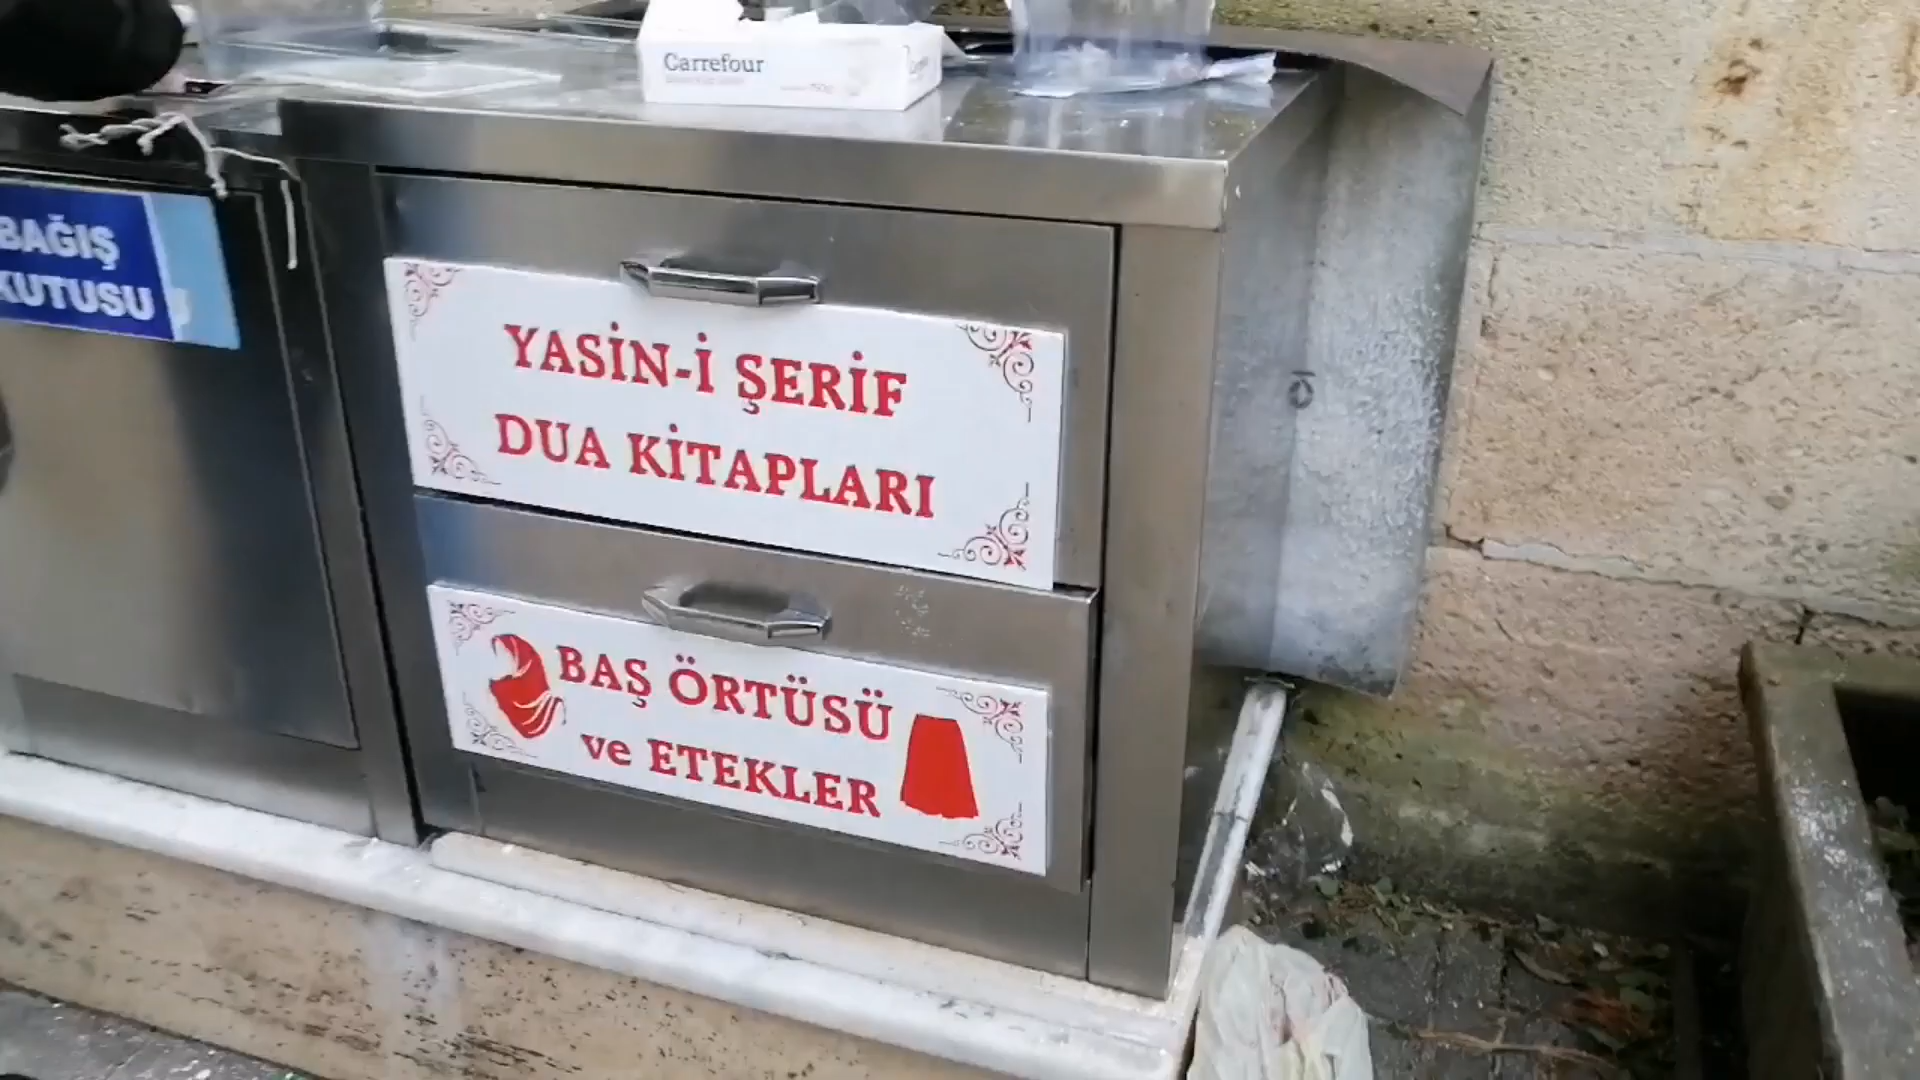 Carrefour
BAĞIŞ
KUTUSU
YASİN-İ ŞERİF
DUA KİTAPLARI
BAŞ ÖRTÜSÜ
ve ETEKLER